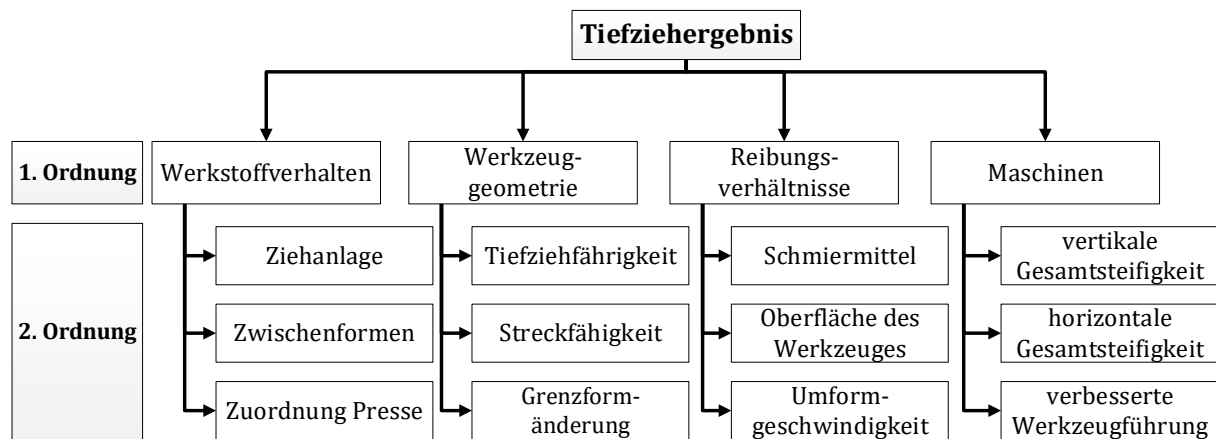 Tiefziehergebnis
1. Ordnung
Werkstoffverhalten
Werkzeug-
geometrie
Reibungs-
verhältnisse
Maschinen
2. Ordnung
Ziehanlage
Tiefziehfährigkeit
Schmiermittel
vertikale
Gesamtsteifigkeit
Zwischenformen
Streckfähigkeit
Oberfläche des
Werkzeuges
horizontale
Gesamtsteifigkeit
Zuordnung Presse
Grenzform-
änderung
Umform-
geschwindigkeit
verbesserte
Werkzeugführung